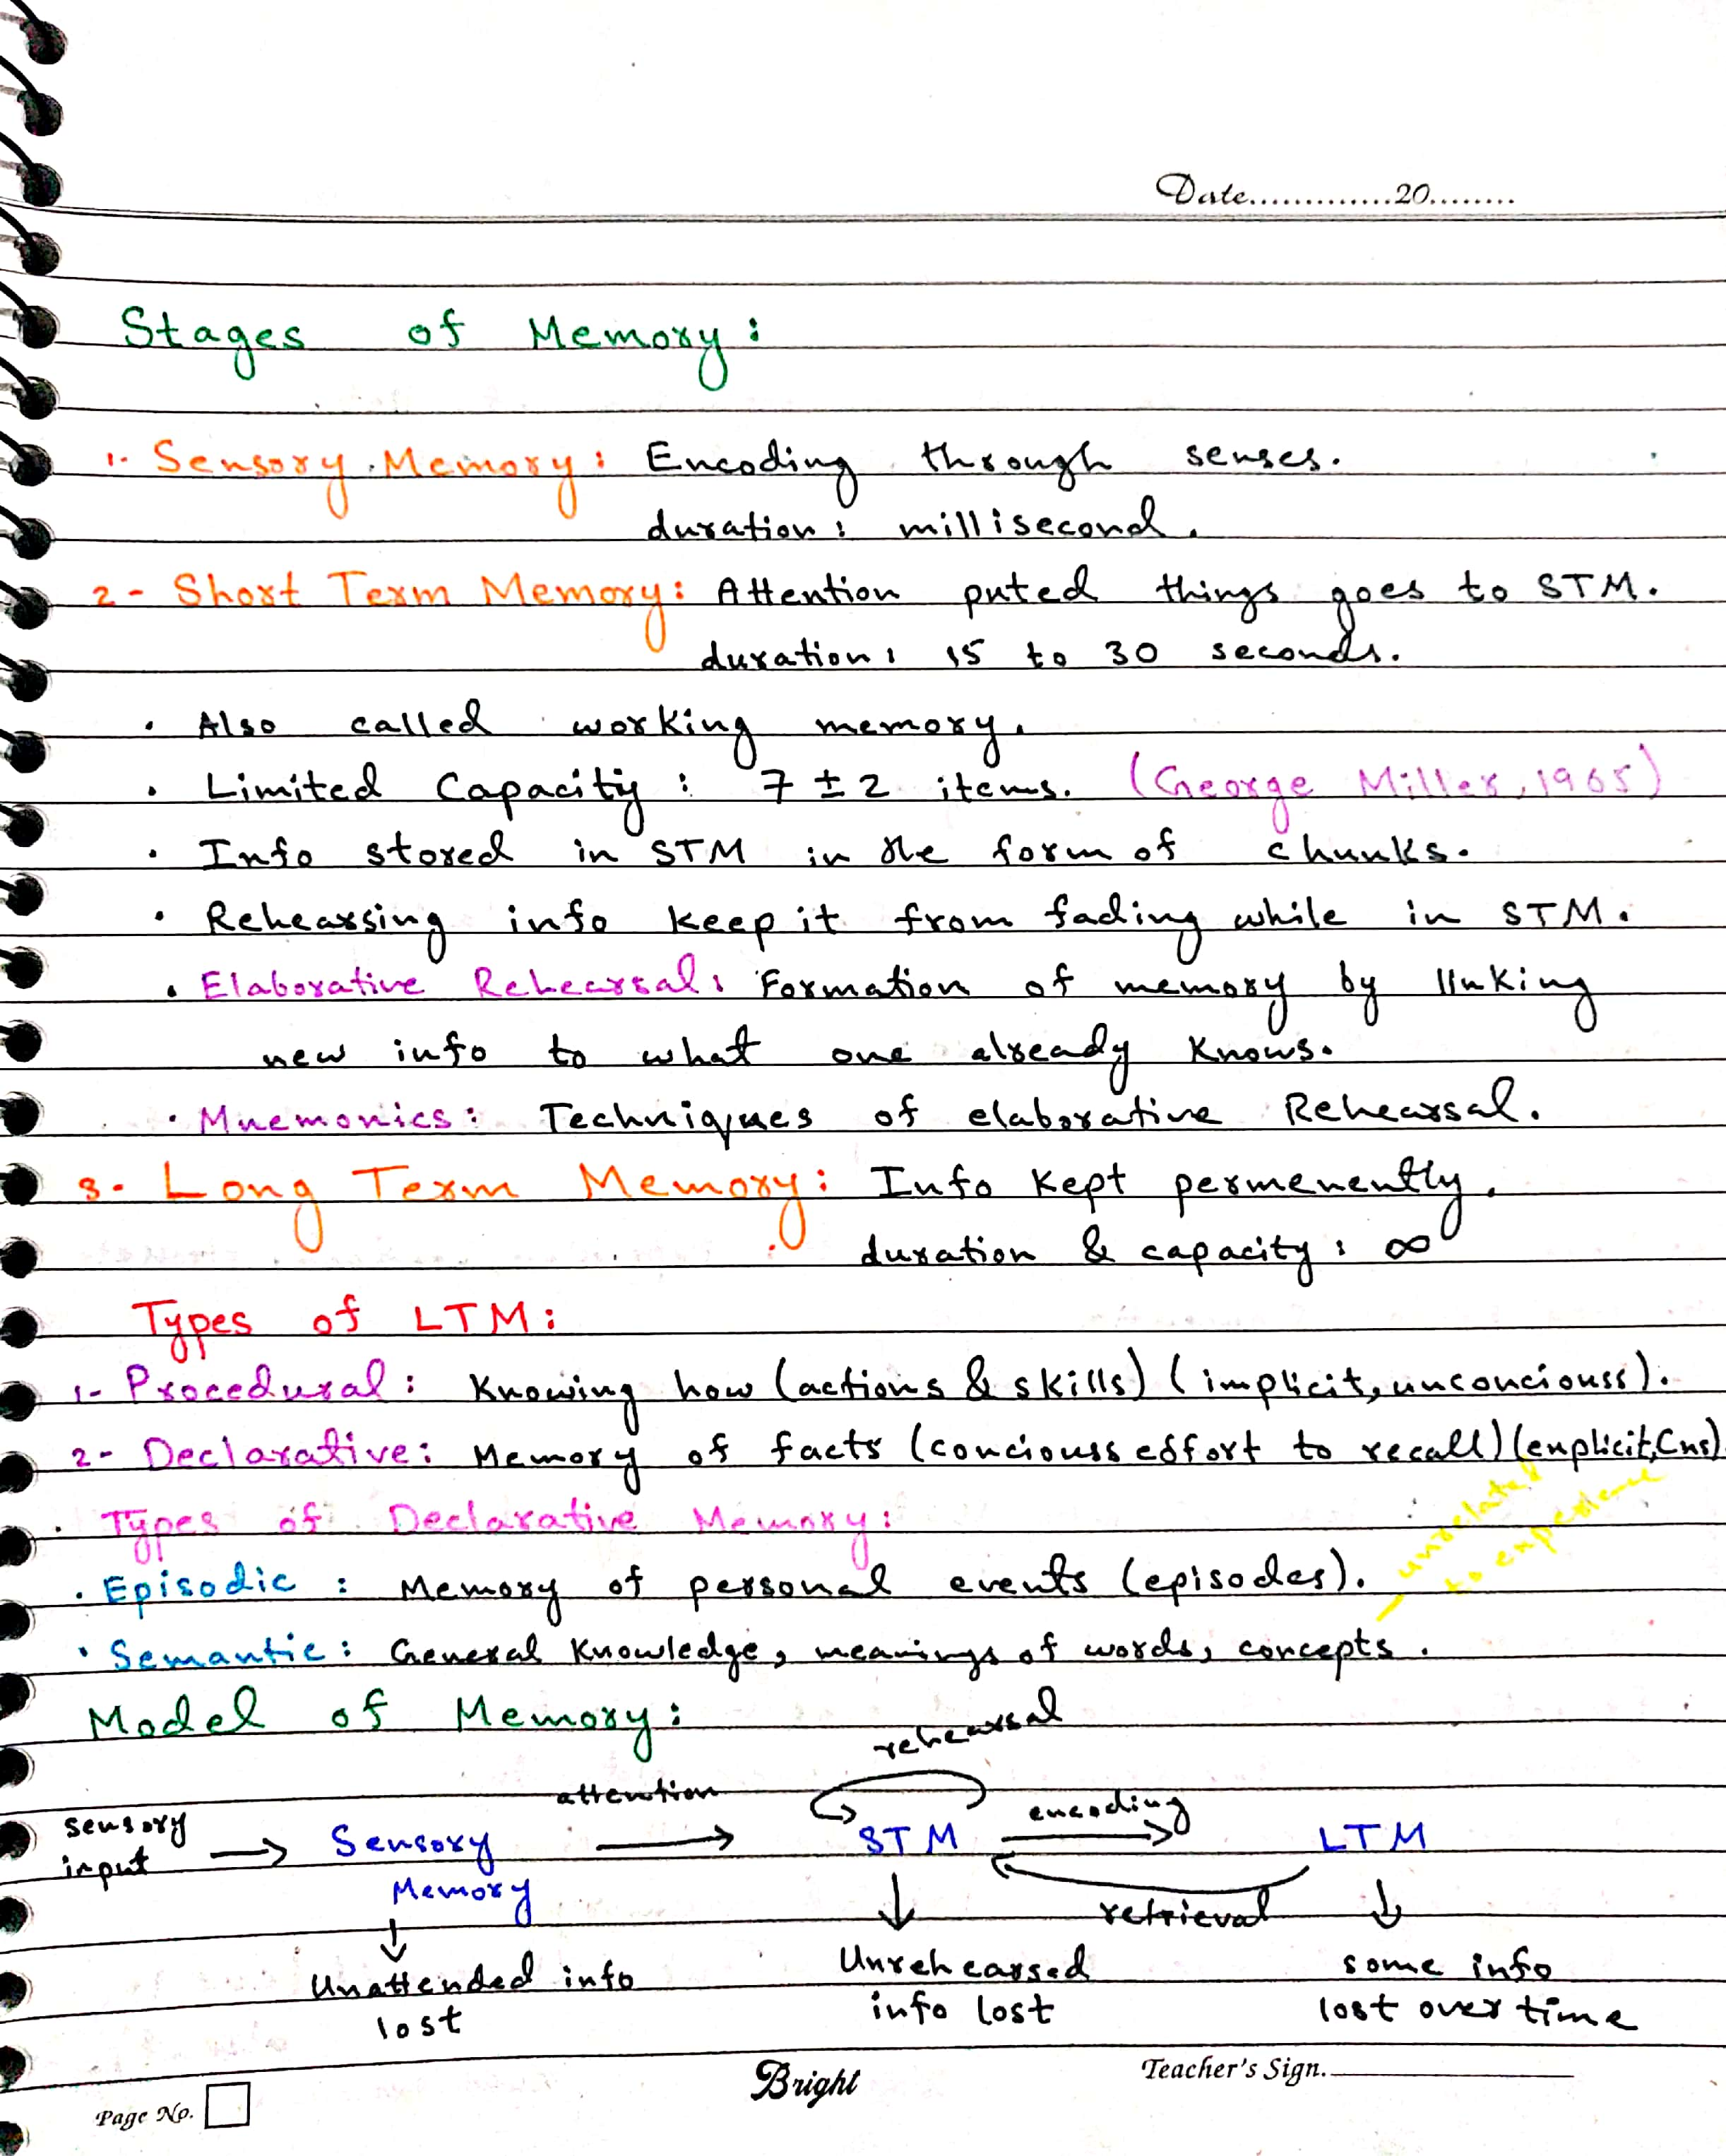 Date..............20.........
Stages of Memory:
1. Sensory Memory: Encoding through senses.
duration: millisecond.
2- Short Term Memory: Attention puted things goes to STM.
duration: 15 to 30 seconds.
• Also called working memory.
• Limited Capacity: 7 ± 2 items. (George Miller, 1965)
• Info stored in STM in the form of chunks.
• Rehearsing info keep it from fading while in STM.
• Elaborative Rehearsal: Formation of memory by linking
new info to what one already knows.
• Mnemonics: Techniques of elaborative Rehearsal.
3- Long Term Memory: Info kept permenently.
duration & capacity: ∞
Types of LTM:
1- Procedural: Knowing how (actions & skills) (implicit, unconciouss).
2- Declarative: Memory of facts (conciouss effort to recall) (enplicit, Cns)
• Types of Declarative Memory:
• Episodic: Memory of personal events (episodes).
unrelated
to experience
• Semantic: General Knowledge, meanings of words, concepts.
Model of Memory:
rehearsal
attention
encoding
sensory
input → Sensory
Memory → STM → LTM
retrieval
Unattended info
lost
Unrehearsed
info lost
some info
lost over time
Bright
Teacher's Sign.
Page No.